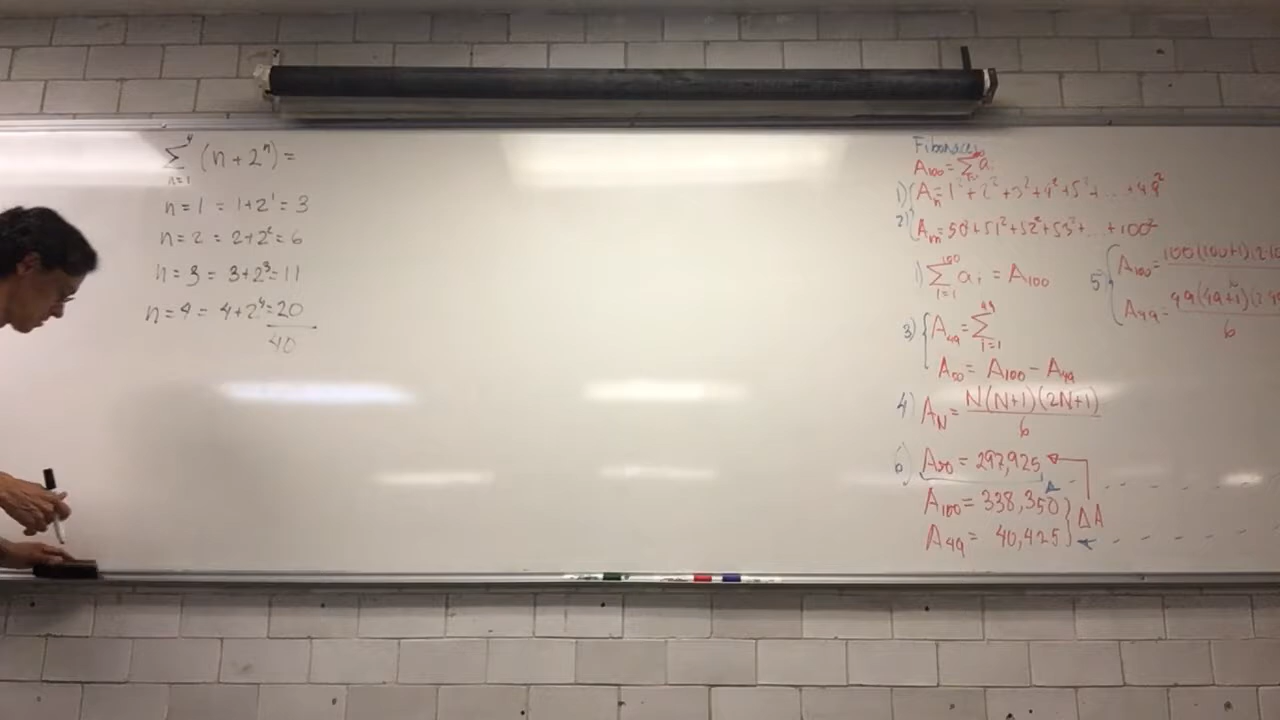 ∑ (n + 2ⁿ) =
n=1
4
n = 1 = 1+2¹ = 3
n = 2 = 2+2² = 6
n = 3 = 3+2³ = 11
n = 4 = 4+2⁴ = 20
40
Fibonacci
A₁₀₀ = ∑ a
1) { Aₙ = 1² + 2² + 3² + 4² + 5² + ... + 49²
2) { Aₘ = 50² + 51² + 52² + 53² + ... + 100²
1) ∑ aᵢ = A₁₀₀
100
i=1
3) { A₄₉ = ∑
49
i=1
A₅₀ = A₁₀₀ - A₄₉
4) A_N = N(N+1)(2N+1)
6
5) { A₁₀₀ = 100(100+1)(2·10
A₄₉ = 49(49+1)(2·49
6
6) A₅₀ = 297,925
A₁₀₀ = 338,350 } ΔA
A₄₉ = 40,425